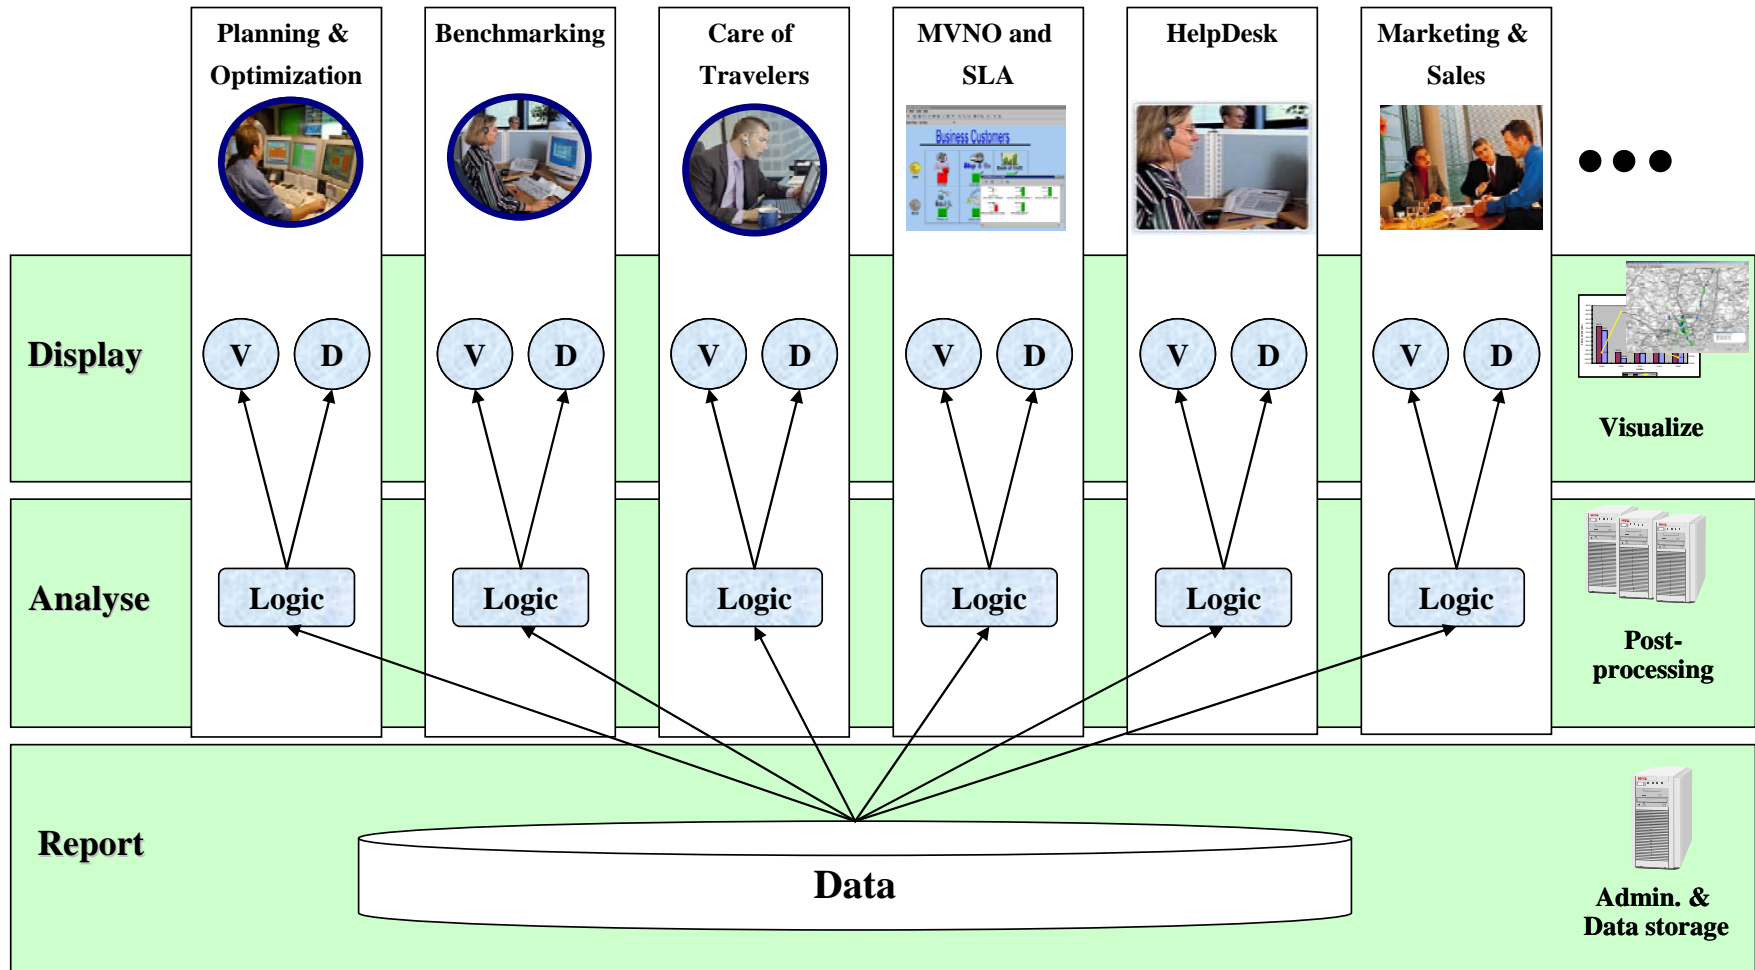 Planning &
Optimization
Benchmarking
Care of
Travelers
MVNO and
SLA
HelpDesk
Marketing &
Sales
Business Customers
Display
V D V D V D V D V D V D
Visualize
Analyse
Logic Logic Logic Logic Logic Logic
Post-
processing
Report
Data
Admin. &
Data storage